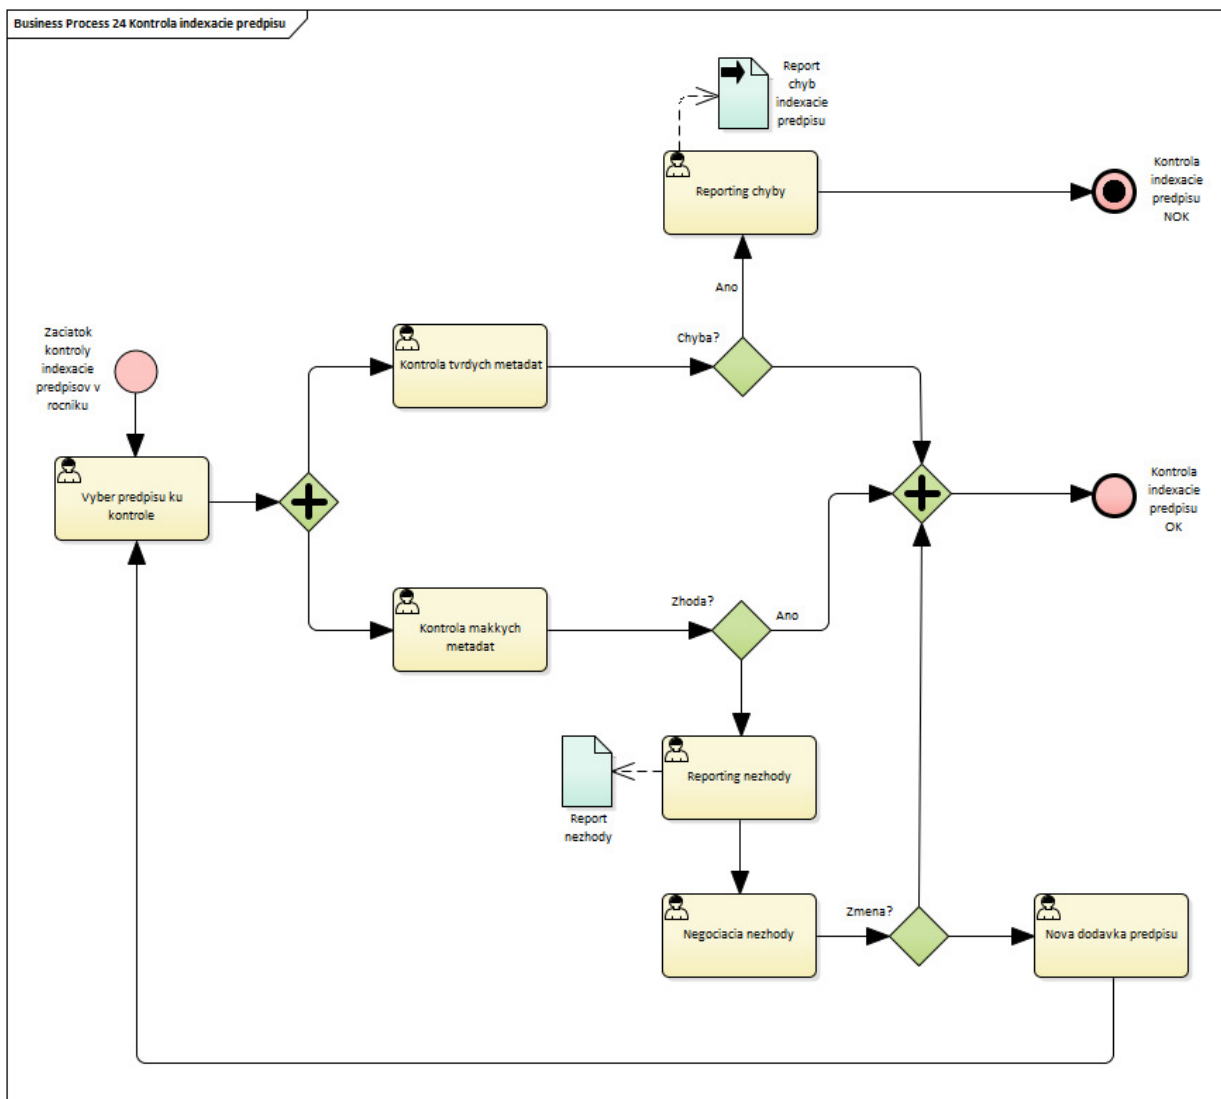 Business Process 24 Kontrola indexacie predpisu
Report
chyb
indexacie
predpisu
Reporting chyby
Kontrola
indexacie
predpisu
NOK
Ano
Zaciatok
kontroly
indexacie
predpisov v
rocniku
Kontrola tvrdych metadat
Chyba?
Vyber predpisu ku
kontrole
Kontrola
indexacie
predpisu
OK
Kontrola makkych
metadat
Zhoda?
Ano
Reporting nezhody
Report
nezhody
Negociacia nezhody
Zmena?
Nova dodavka predpisu